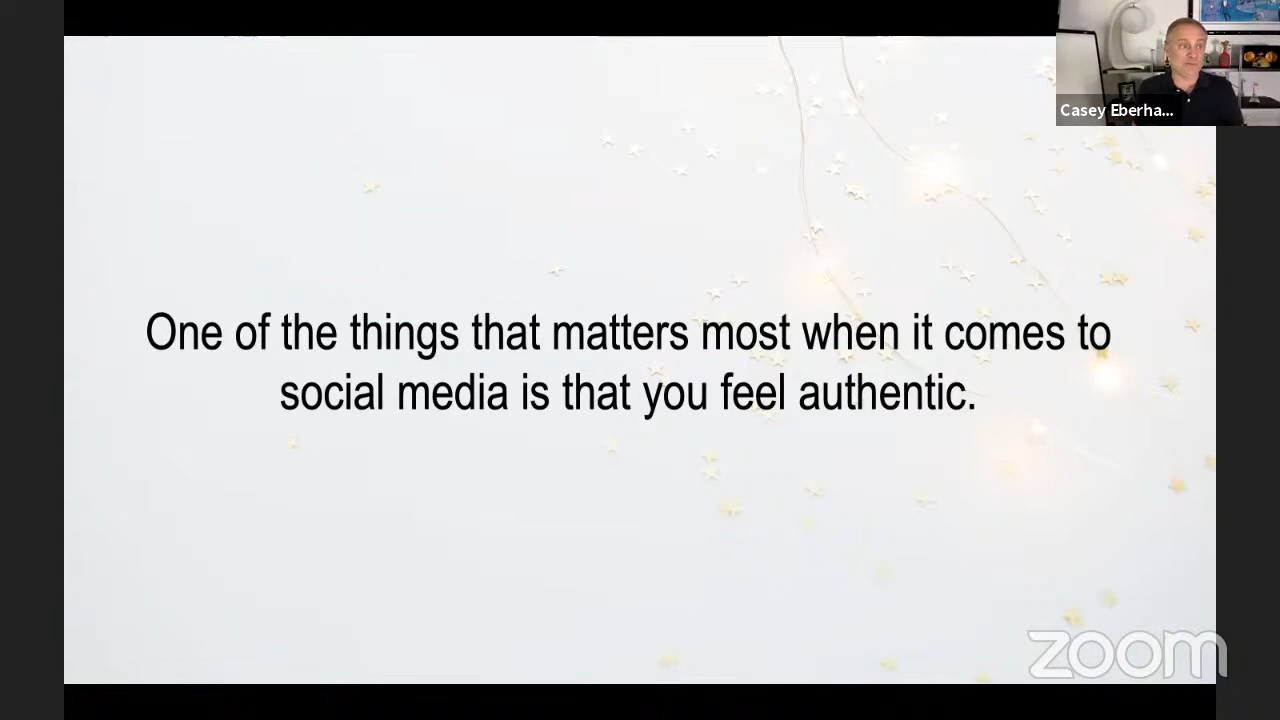 Casey Eberha...
One of the things that matters most when it comes to
social media is that you feel authentic.
zoom